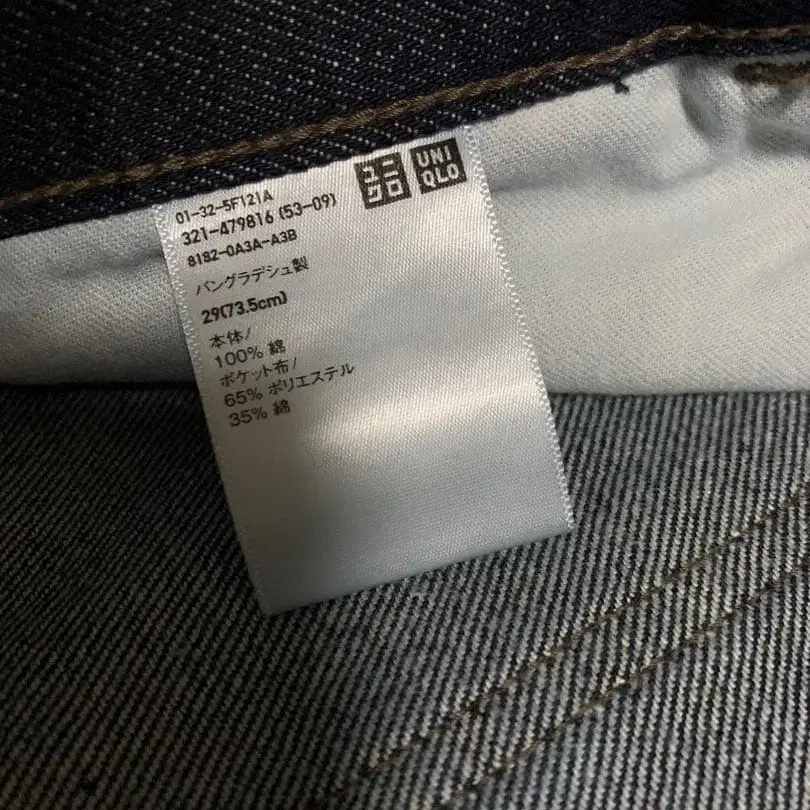 ユニ
クロ
UNI
QLO
01-32-5F121A
321-479816 (53-09)
8182-0A3A-A3B
バングラデシュ製
29(73.5cm)
本体/
100% 綿
ポケット布/
65% ポリエステル
35% 綿